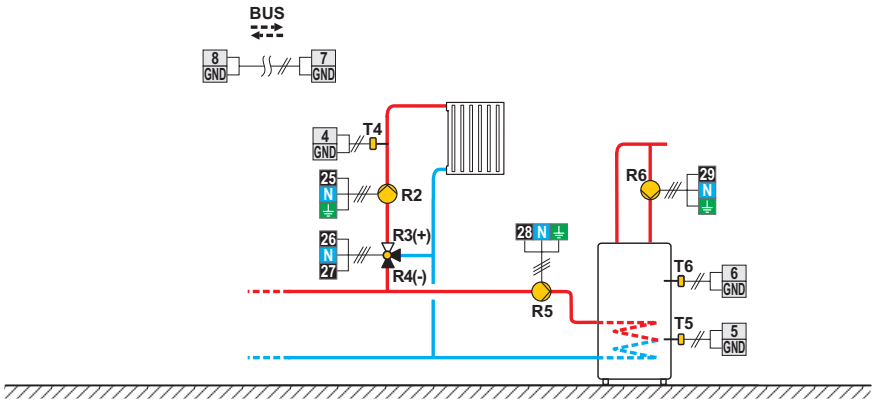 BUS
8
GND
7
GND
4
GND
T4
25
N
R2
26
N
27
R3(+)
R4(-)
28 N
R5
R6
29
N
T6
6
GND
T5
5
GND